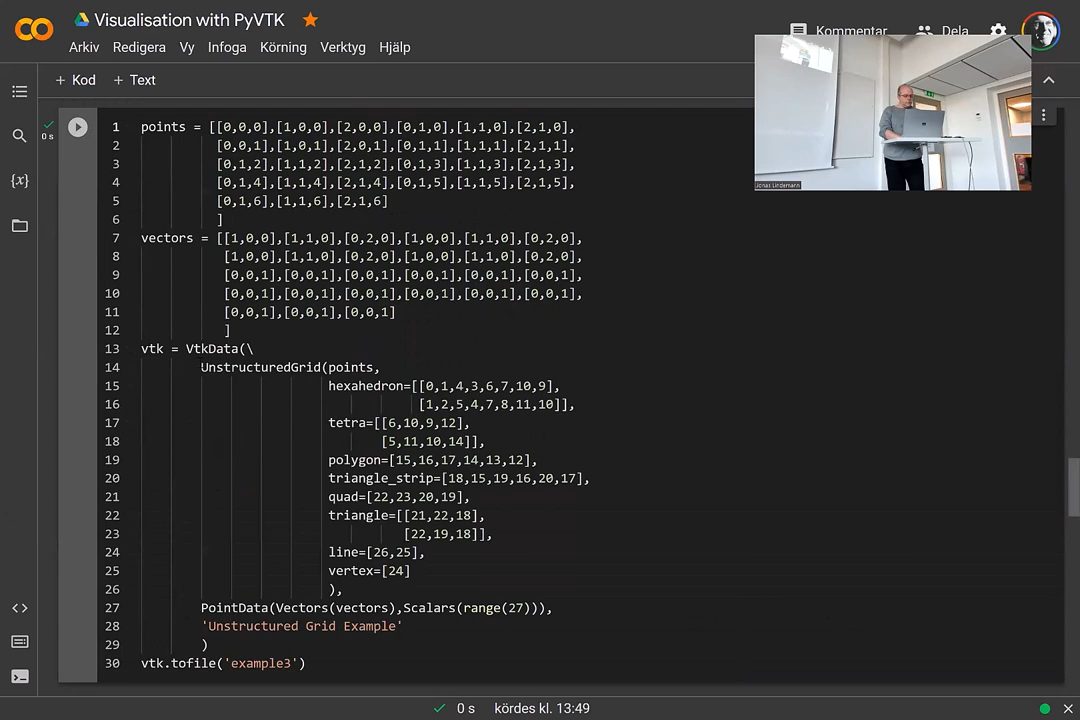 Visualisation with PyVTK
Arkiv Redigera Vy Infoga Körning Verktyg Hjälp
Kommentar Dela
+ Kod + Text
Jonas Lindemann
0 s
1 points = [[0,0,0],[1,0,0],[2,0,0],[0,1,0],[1,1,0],[2,1,0],
2 [0,0,1],[1,0,1],[2,0,1],[0,1,1],[1,1,1],[2,1,1],
3 [0,1,2],[1,1,2],[2,1,2],[0,1,3],[1,1,3],[2,1,3],
4 [0,1,4],[1,1,4],[2,1,4],[0,1,5],[1,1,5],[2,1,5],
5 [0,1,6],[1,1,6],[2,1,6]
6 ]
7 vectors = [[1,0,0],[1,1,0],[0,2,0],[1,0,0],[1,1,0],[0,2,0],
8 [1,0,0],[1,1,0],[0,2,0],[1,0,0],[1,1,0],[0,2,0],
9 [0,0,1],[0,0,1],[0,0,1],[0,0,1],[0,0,1],[0,0,1],
10 [0,0,1],[0,0,1],[0,0,1],[0,0,1],[0,0,1],[0,0,1],
11 [0,0,1],[0,0,1],[0,0,1]
12 ]
13 vtk = VtkData(\
14 UnstructuredGrid(points,
15 hexahedron=[[0,1,4,3,6,7,10,9],
16 [1,2,5,4,7,8,11,10]],
17 tetra=[[6,10,9,12],
18 [5,11,10,14]],
19 polygon=[15,16,17,14,13,12],
20 triangle_strip=[18,15,19,16,20,17],
21 quad=[22,23,20,19],
22 triangle=[[21,22,18],
23 [22,19,18]],
24 line=[26,25],
25 vertex=[24]
26 ),
27 PointData(Vectors(vectors),Scalars(range(27))),
28 'Unstructured Grid Example'
29 )
30 vtk.tofile('example3')
0 s kördes kl. 13:49